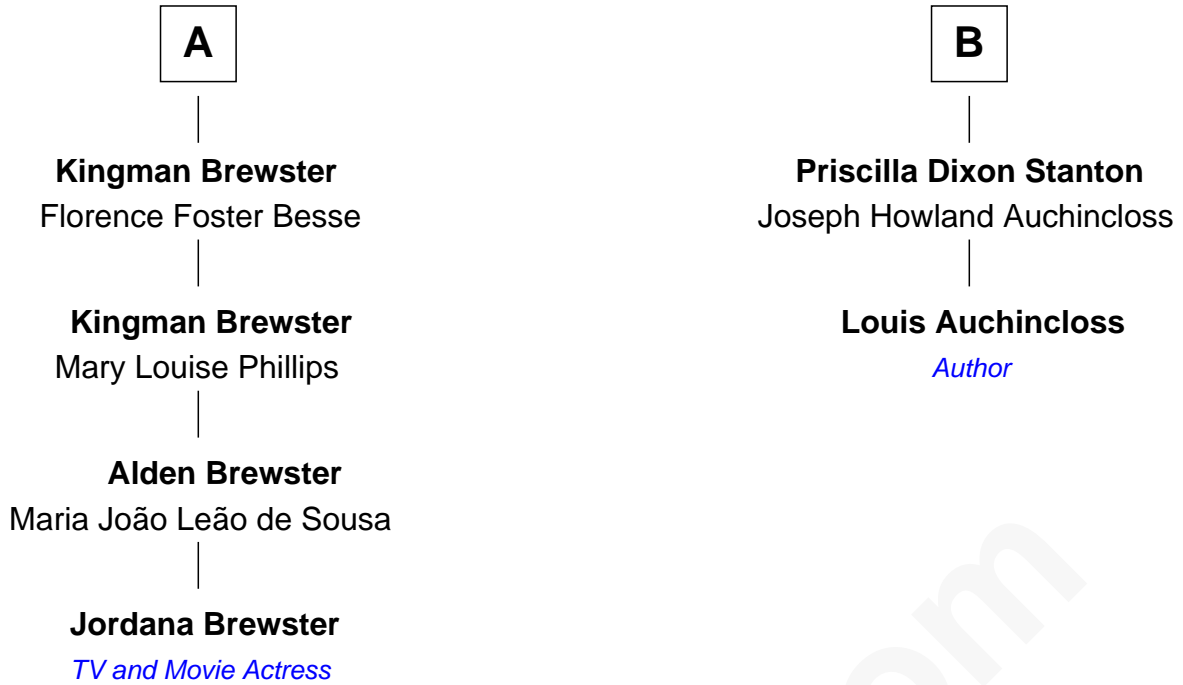 A
Kingman Brewster
Florence Foster Besse
Kingman Brewster
Mary Louise Phillips
Alden Brewster
Maria João Leão de Sousa
Jordana Brewster
TV and Movie Actress
B
Priscilla Dixon Stanton
Joseph Howland Auchincloss
Louis Auchincloss
Author
om